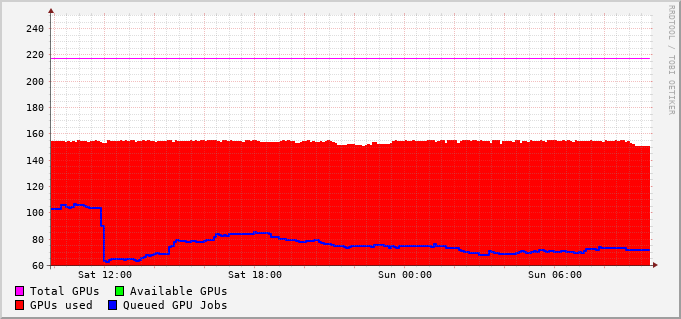 RRDTOOL / TOBI OETIKER
240
220
200
180
160
140
120
100
80
60
Sat 12:00 Sat 18:00 Sun 00:00 Sun 06:00
Total GPUs Available GPUs
GPUs used Queued GPU Jobs